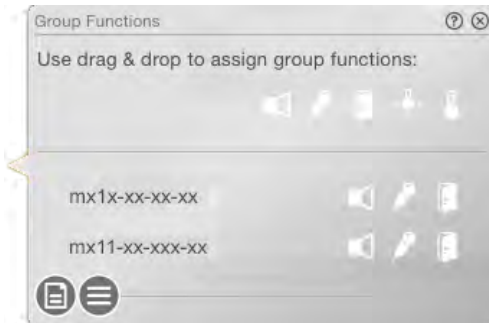 Group Functions
Use drag & drop to assign group functions:
mx1x-xx-xx-xx
mx11-xx-xxx-xx